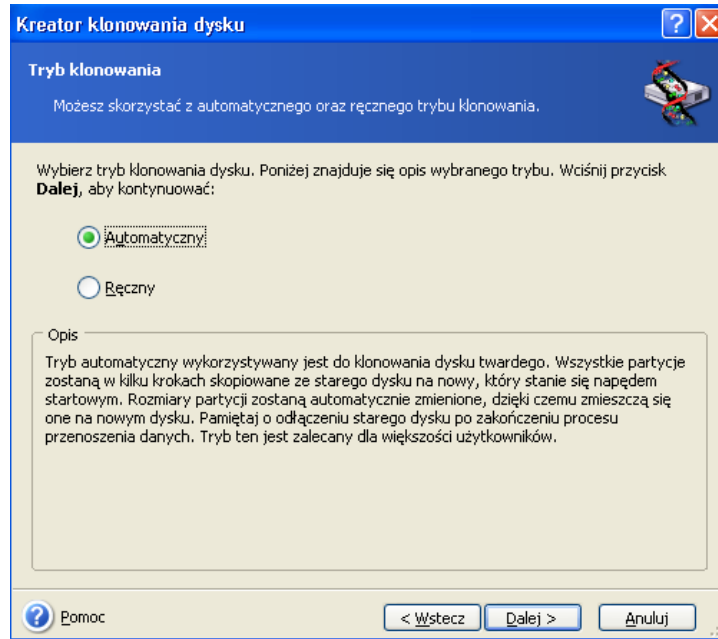 Kreator klonowania dysku
Tryb klonowania
Możesz skorzystać z automatycznego oraz ręcznego trybu klonowania.
Wybierz tryb klonowania dysku. Poniżej znajduje się opis wybranego trybu. Wciśnij przycisk
Dalej, aby kontynuować:
Automatyczny
Ręczny
Opis
Tryb automatyczny wykorzystywany jest do klonowania dysku twardego. Wszystkie partycje
zostaną w kilku krokach skopiowane ze starego dysku na nowy, który stanie się napędem
startowym. Rozmiary partycji zostaną automatycznie zmienione, dzięki czemu zmieszczą się
one na nowym dysku. Pamiętaj o odłączeniu starego dysku po zakończeniu procesu
przenoszenia danych. Tryb ten jest zalecany dla większości użytkowników.
? Pomoc < Wstecz Dalej > Anuluj